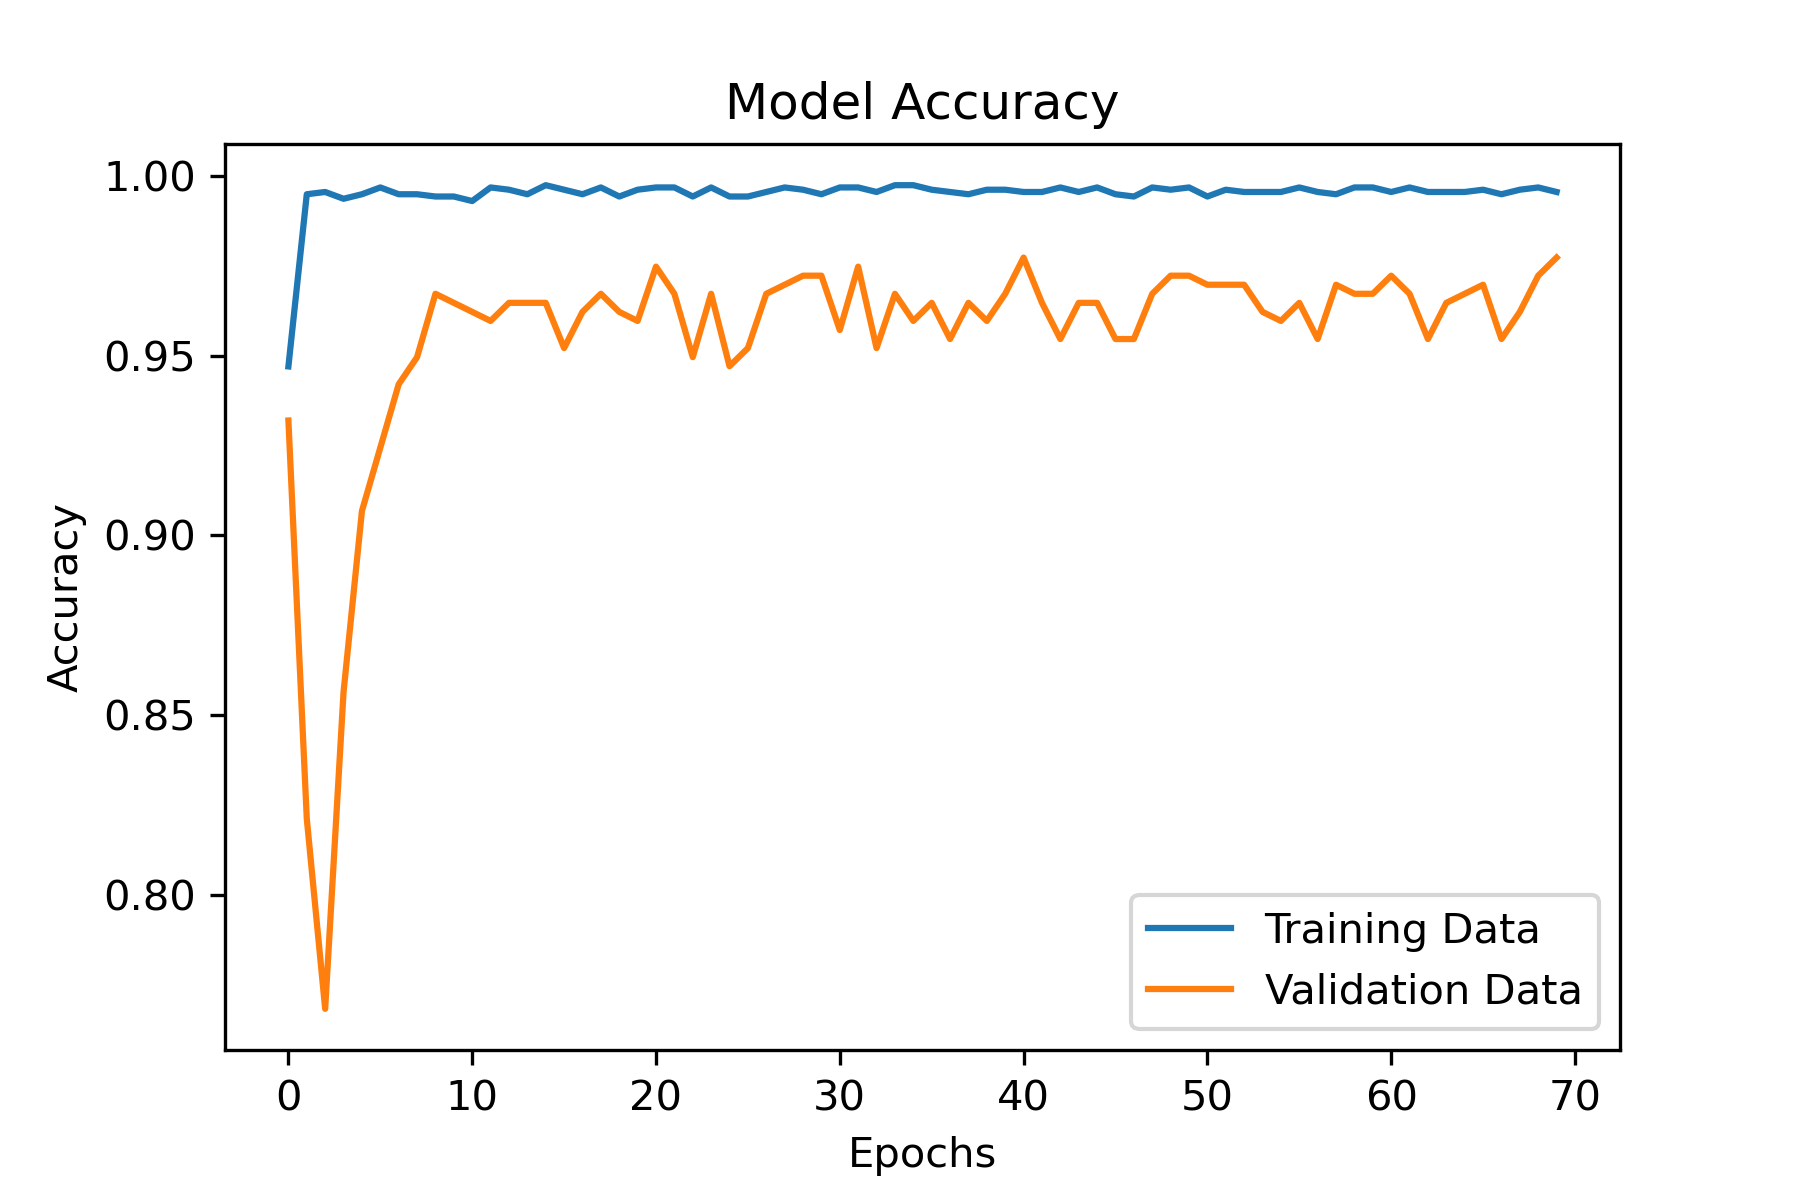 Model Accuracy
1.00
0.95
0.90
0.85
0.80
Accuracy
Training Data
Validation Data
0 10 20 30 40 50 60 70
Epochs